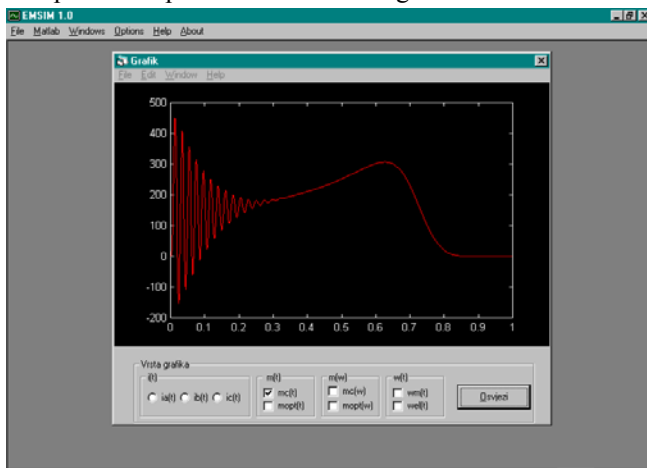 EMSIM 1.0
File Matlab Windows Options Help About
Grafik
File Edit Window Help
500
400
300
200
100
0
-100
-200
0 0.1 0.2 0.3 0.4 0.5 0.6 0.7 0.8 0.9 1
Vrsta grafika
i(t) m(t) m(w) w(t)
ia(t) ib(t) ic(t) mc(t) mc(w) wm(t) Osvjezi
mopt(t) mopt(w) wel(t)